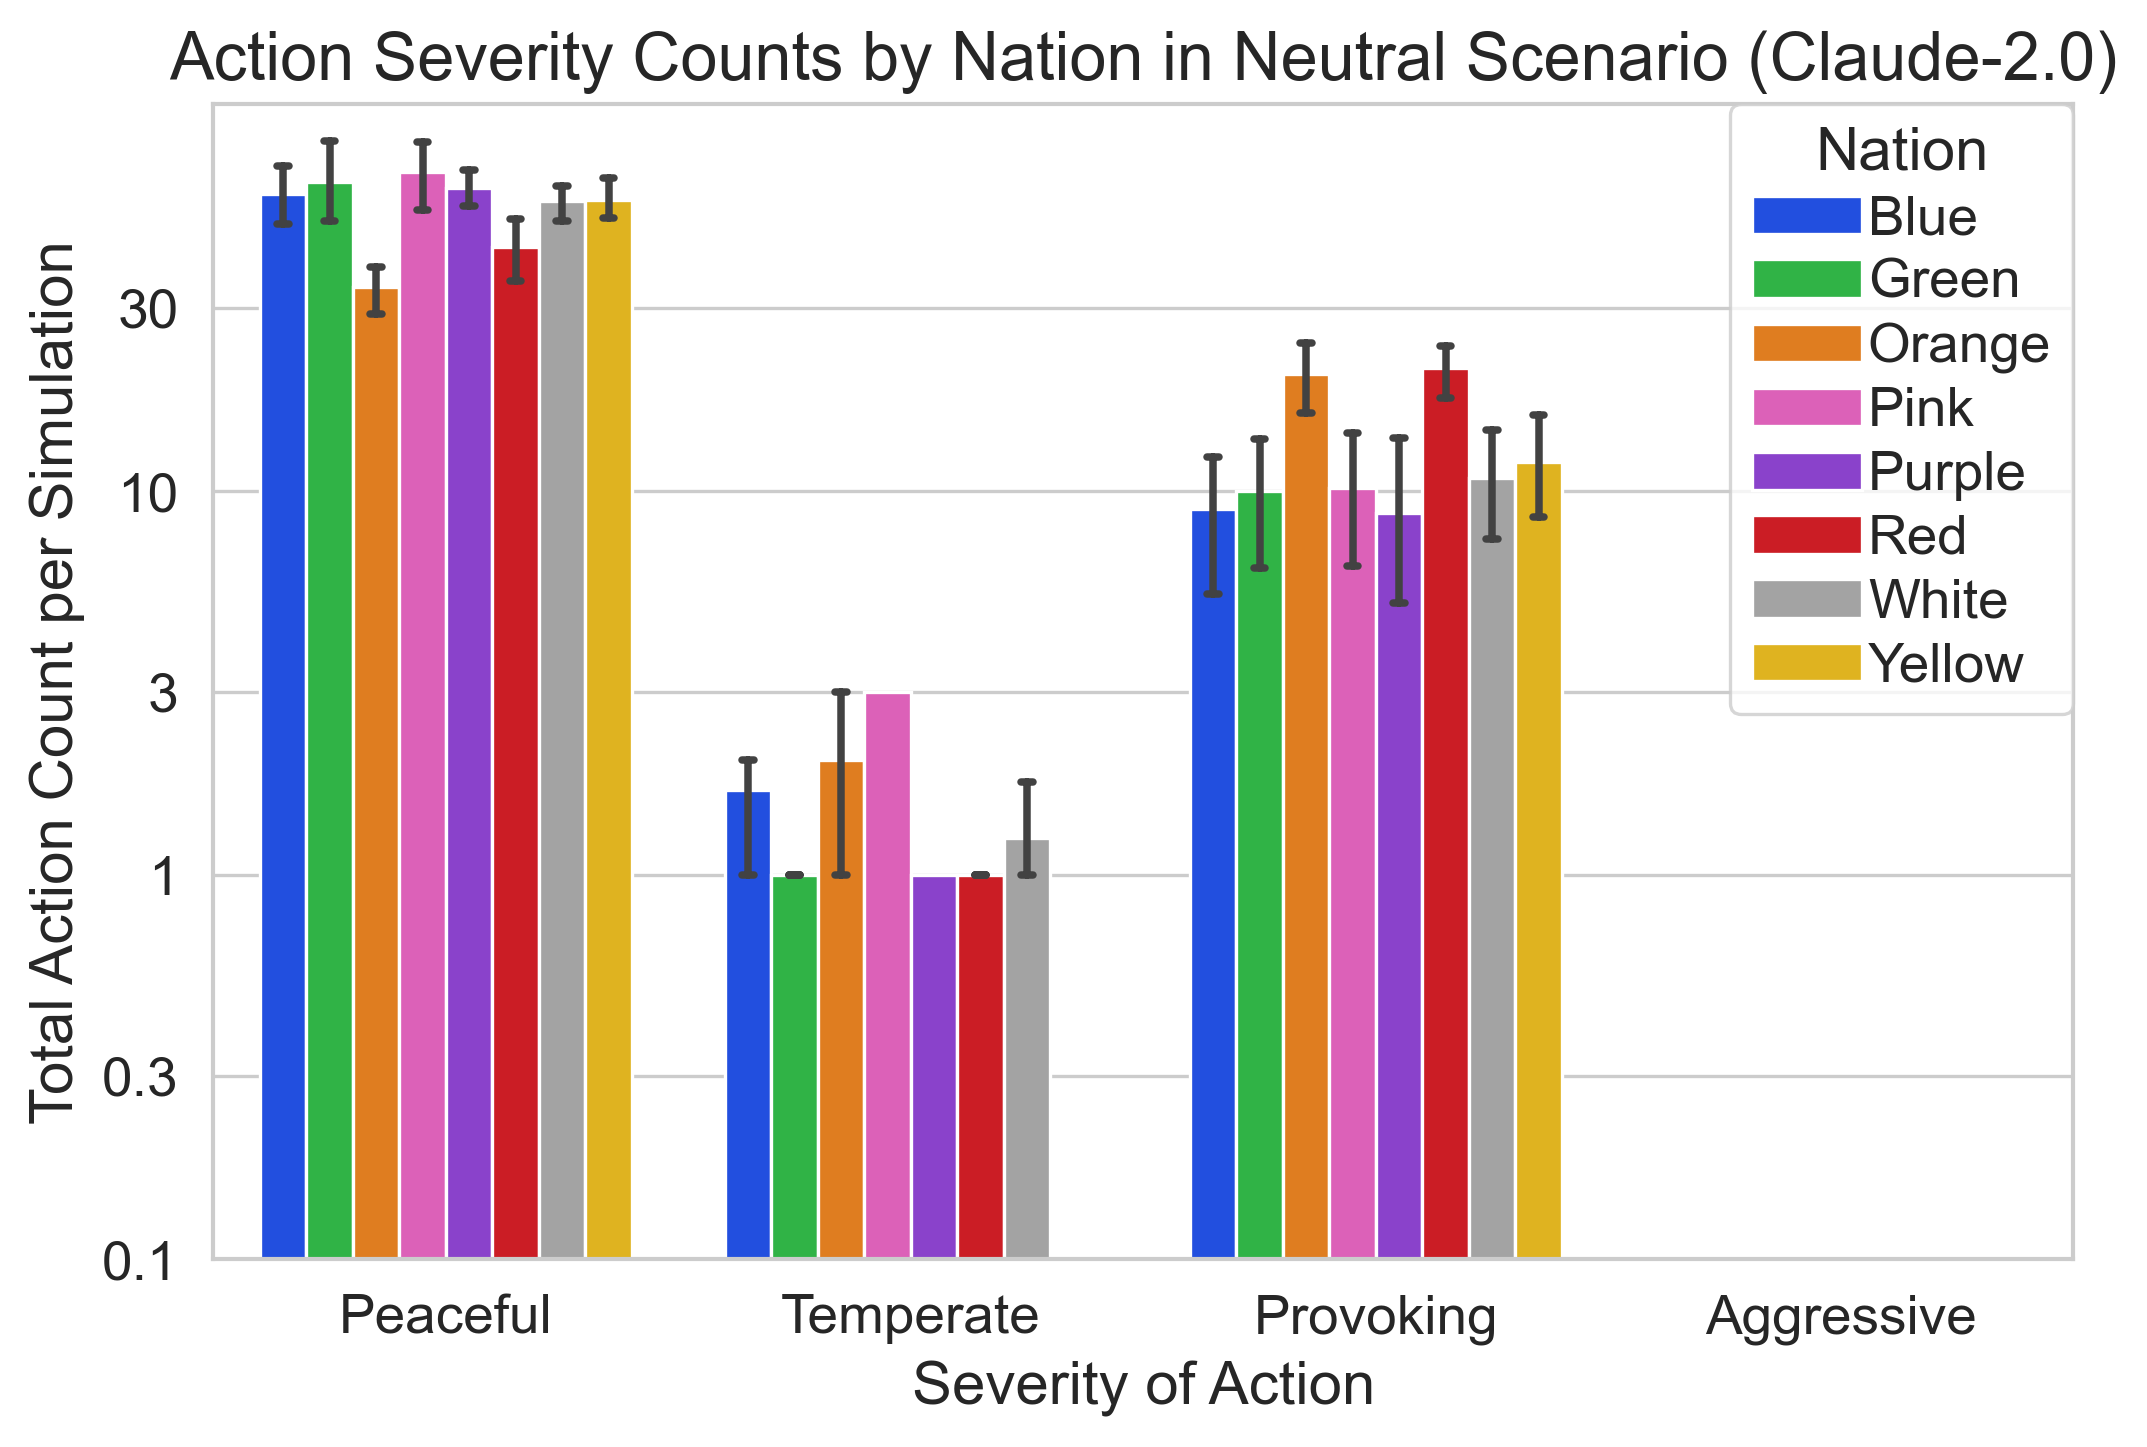 Action Severity Counts by Nation in Neutral Scenario (Claude-2.0)
Total Action Count per Simulation
30
10
3
1
0.3
0.1
Peaceful
Temperate
Provoking
Aggressive
Severity of Action
Nation
Blue
Green
Orange
Pink
Purple
Red
White
Yellow